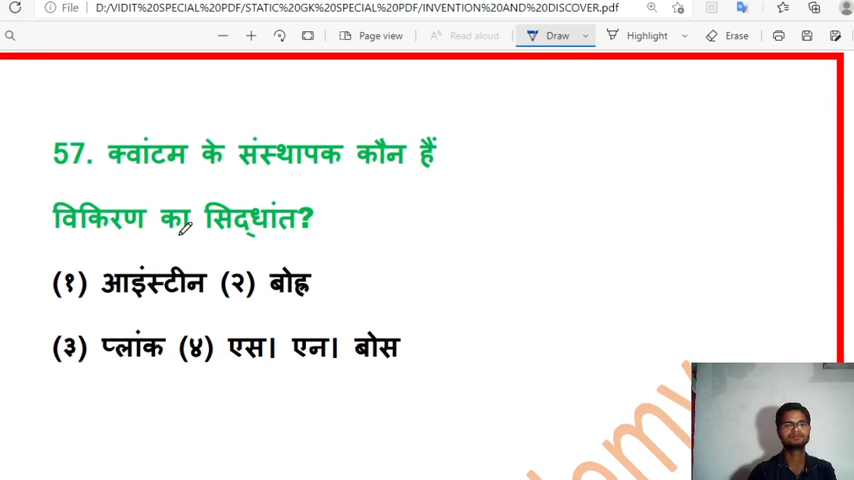 File D:/VIDIT%20SPECIAL%20PDF/STATIC%20GK%20SPECIAL%20PDF/INVENTION%20AND%20DISCOVER.pdf
Page view Read aloud Draw Highlight Erase
57. क्वांटम के संस्थापक कौन हैं
विकिरण का सिद्धांत?
(१) आइंस्टीन (२) बोह्र
(३) प्लांक (४) एस। एन। बोस